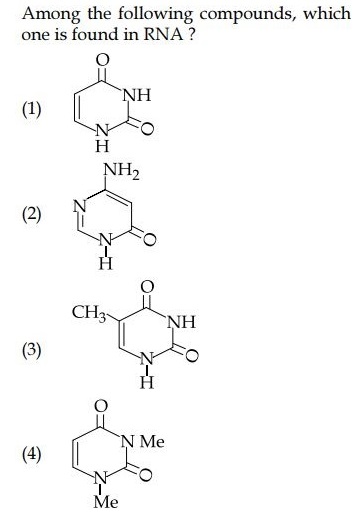 Among the following compounds, which
one is found in RNA ?
(1)
O
NH
N
H
O
(2)
NH2
N
N
H
O
(3)
O
CH3
NH
N
H
O
(4)
O
N Me
N
O
Me